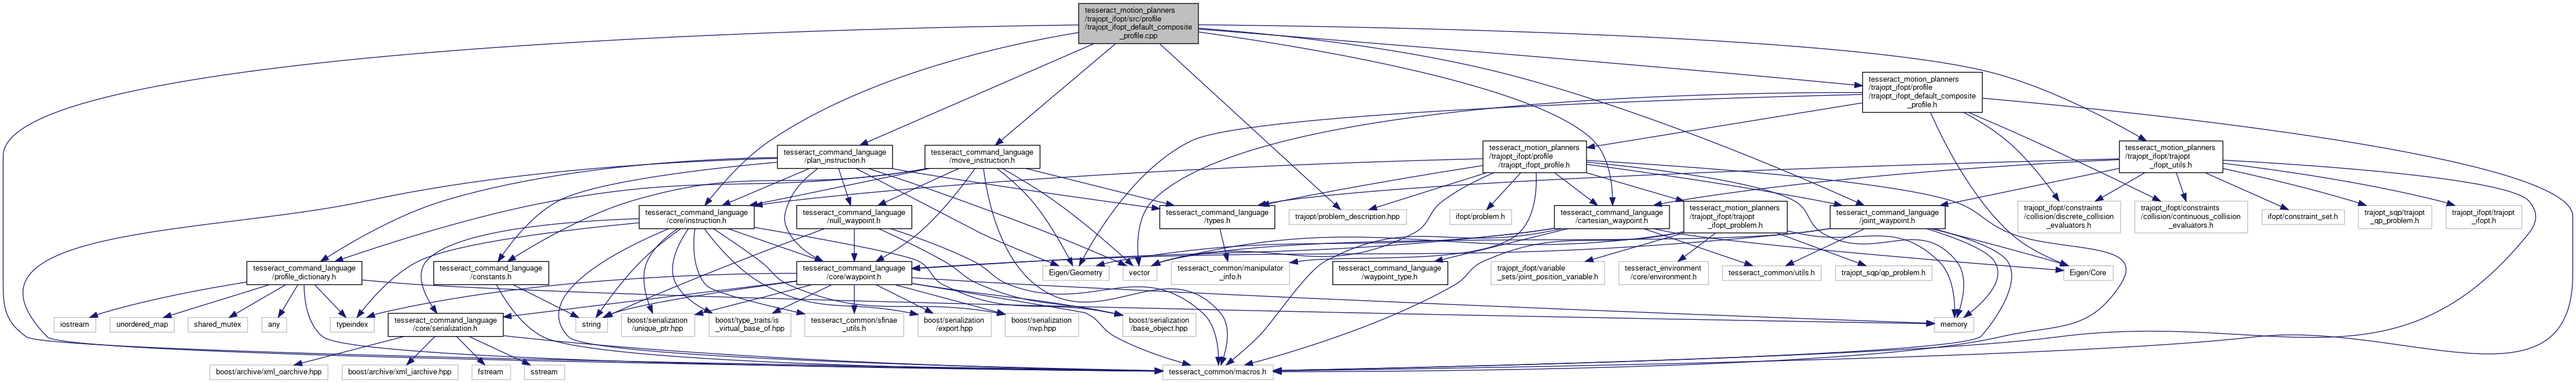 tesseract_motion_planners
/trajopt_ifopt/src/profile
/trajopt_ifopt_default_composite
_profile.cpp
tesseract_motion_planners
/trajopt_ifopt/profile
/trajopt_ifopt_default_composite
_profile.h
tesseract_command_language
/plan_instruction.h
tesseract_command_language
/move_instruction.h
tesseract_motion_planners
/trajopt_ifopt/profile
/trajopt_ifopt_profile.h
tesseract_motion_planners
/trajopt_ifopt/trajopt
_ifopt_utils.h
tesseract_command_language
/core/instruction.h
tesseract_command_language
/null_waypoint.h
tesseract_command_language
/types.h
trajopt/problem_description.hpp
ifopt/problem.h
tesseract_command_language
/cartesian_waypoint.h
tesseract_motion_planners
/trajopt_ifopt/trajopt
_ifopt_problem.h
tesseract_command_language
/joint_waypoint.h
trajopt_ifopt/constraints
/collision/discrete_collision
_evaluators.h
trajopt_ifopt/constraints
/collision/continuous_collision
_evaluators.h
ifopt/constraint_set.h
trajopt_sqp/trajopt
_qp_problem.h
trajopt_ifopt/trajopt
_ifopt.h
tesseract_command_language
/profile_dictionary.h
tesseract_command_language
/constants.h
tesseract_command_language
/core/waypoint.h
Eigen/Geometry
vector
tesseract_common/manipulator
_info.h
tesseract_command_language
/waypoint_type.h
trajopt_ifopt/variable
_sets/joint_position_variable.h
tesseract_environment
/core/environment.h
tesseract_common/utils.h
trajopt_sqp/qp_problem.h
Eigen/Core
iostream
unordered_map
shared_mutex
any
typeindex
tesseract_command_language
/core/serialization.h
string
boost/serialization
/unique_ptr.hpp
boost/type_traits/is
_virtual_base_of.hpp
tesseract_common/sfinae
_utils.h
boost/serialization
/export.hpp
boost/serialization
/nvp.hpp
boost/serialization
/base_object.hpp
memory
boost/archive/xml_oarchive.hpp
boost/archive/xml_iarchive.hpp
fstream
sstream
tesseract_common/macros.h